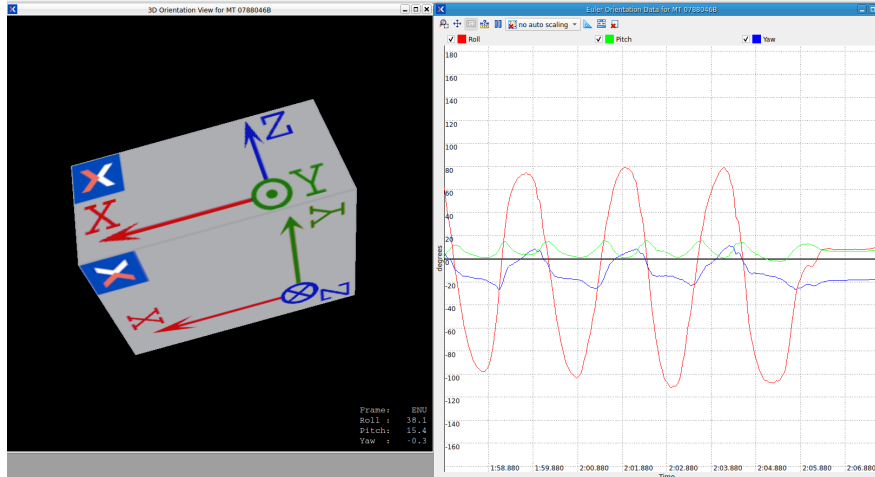 3D Orientation View for MT 0788046B
Z
Y
X
Y
Z
X
Frame: ENU
Roll : 38.1
Pitch: 15.4
Yaw : -0.3
Euler Orientation Data for MT 0788046B
no auto scaling
Roll Pitch Yaw
180
160
140
120
100
80
60
40
20
0
-20
-40
-60
-80
-100
-120
-140
-160
degrees
1:58.880 1:59.880 2:00.880 2:01.880 2:02.880 2:03.880 2:04.880 2:05.880 2:06.880
Time